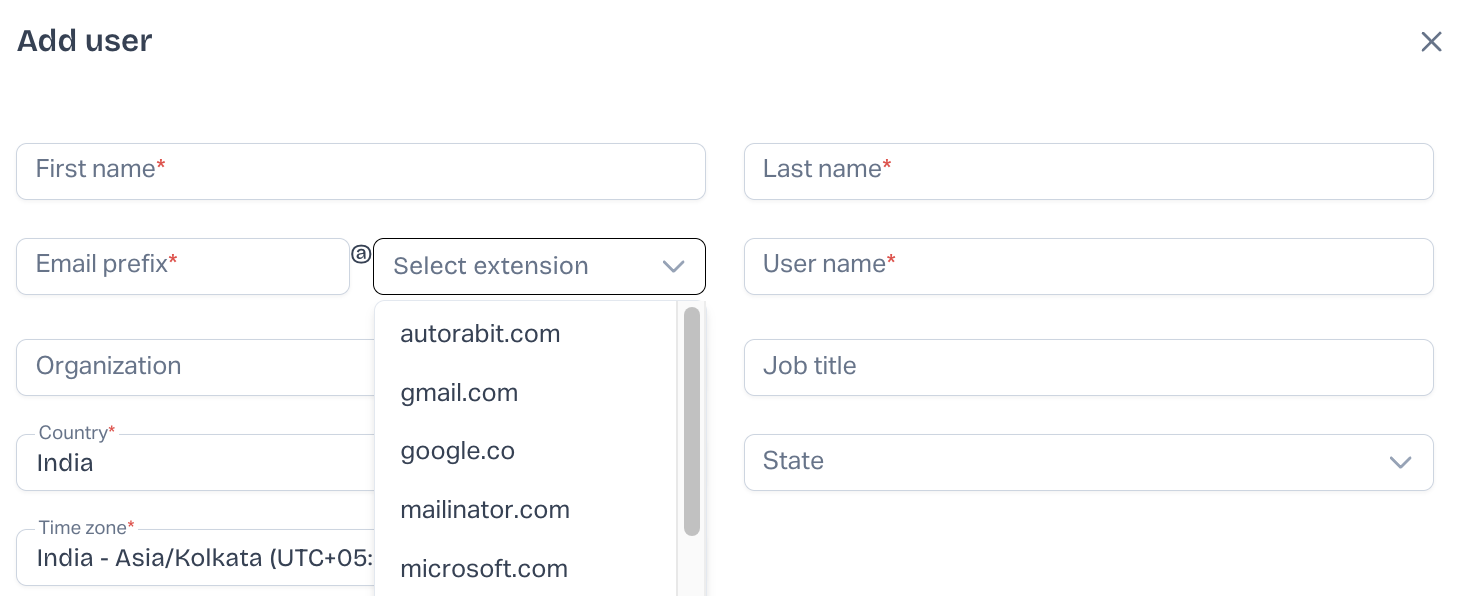 Add user
First name*
Last name*
Email prefix*
@
Select extension
User name*
autorabit.com
gmail.com
google.co
mailinator.com
microsoft.com
Organization
Job title
Country*
India
State
Time zone*
India - Asia/Kolkata (UTC+05: